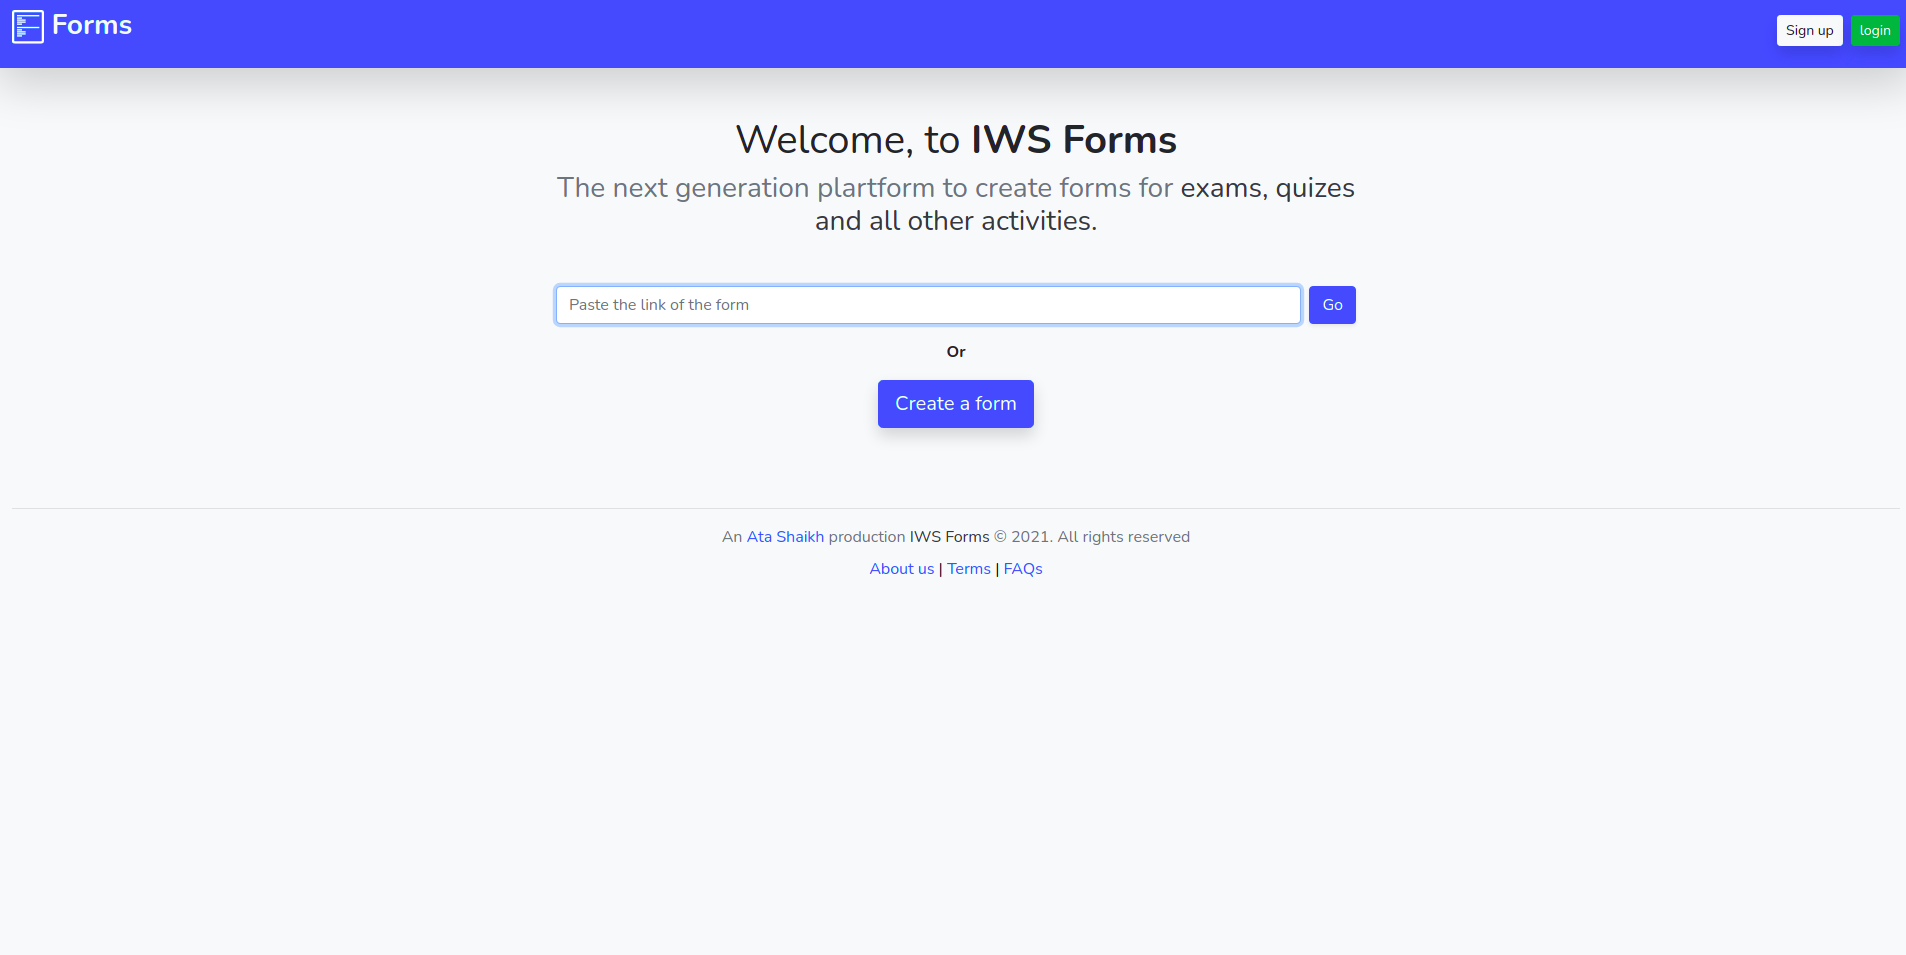 Forms
Sign up
login
Welcome, to IWS Forms
The next generation plartform to create forms for exams, quizes
and all other activities.
Paste the link of the form
Go
Or
Create a form
An Ata Shaikh production IWS Forms © 2021. All rights reserved
About us | Terms | FAQs